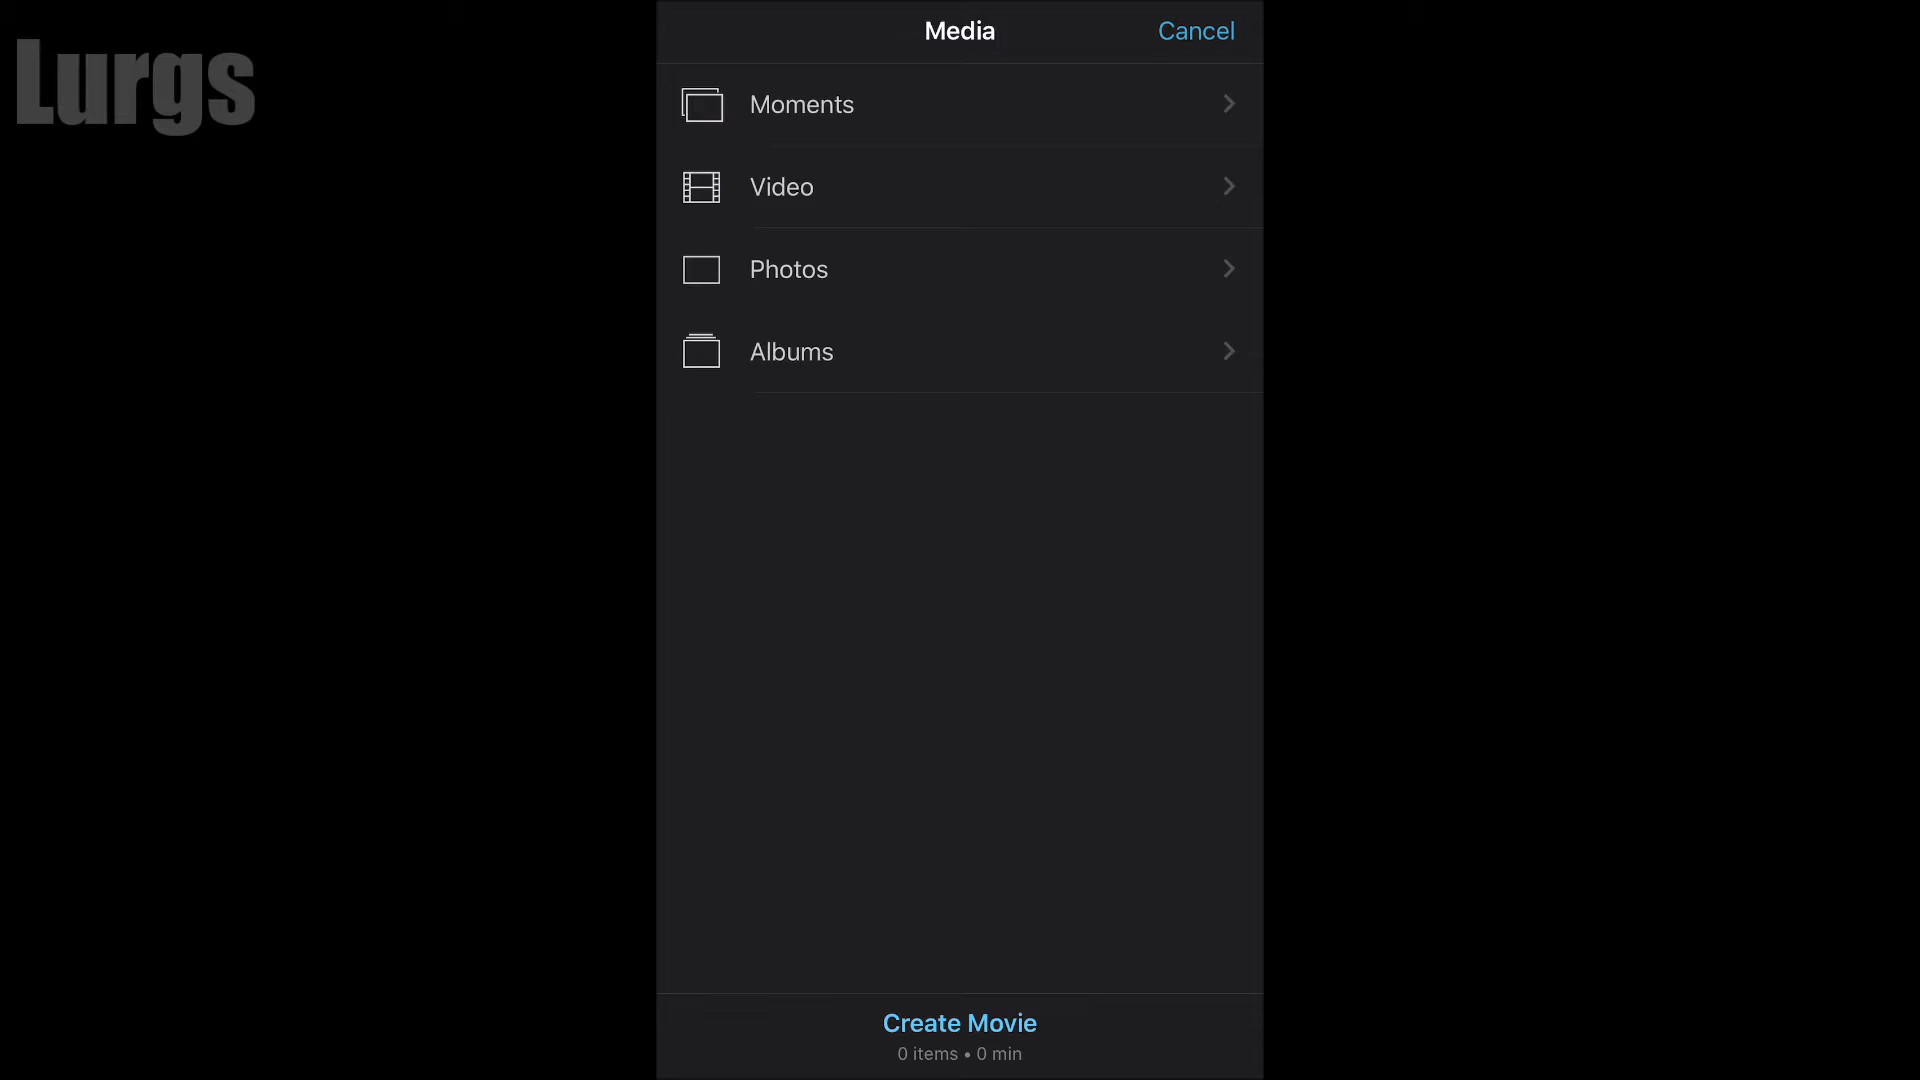 Lurgs
Media
Cancel
Moments
Video
Photos
Albums
Create Movie
0 items • 0 min